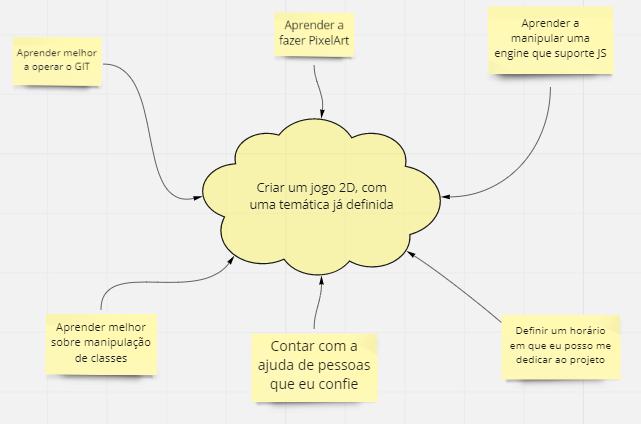 Aprender melhor
a operar o GIT
Aprender a
fazer PixelArt
Aprender a
manipular uma
engine que suporte JS
Criar um jogo 2D, com
uma temática já definida
Aprender melhor
sobre manipulação
de classes
Contar com a
ajuda de pessoas
que eu confie
Definir um horário
em que eu posso me
dedicar ao projeto